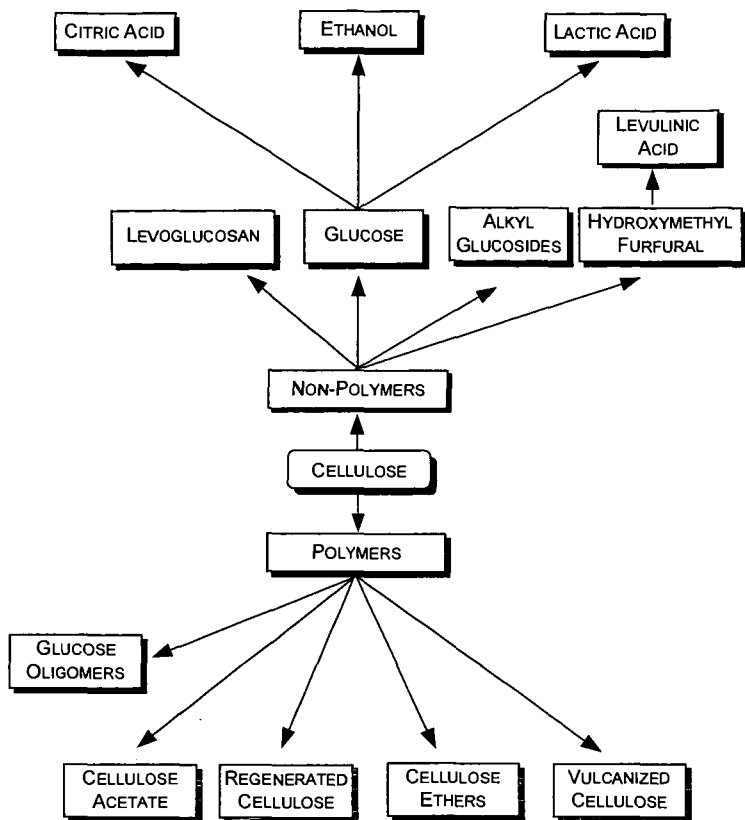 CITRIC ACID
ETHANOL
LACTIC ACID
LEVULINIC
ACID
LEVOGLUCOSAN
GLUCOSE
ALKYL
GLUCOSIDES
HYDROXYMETHYL
FURFURAL
NON-POLYMERS
CELLULOSE
POLYMERS
GLUCOSE
OLIGOMERS
CELLULOSE
ACETATE
REGENERATED
CELLULOSE
CELLULOSE
ETHERS
VULCANIZED
CELLULOSE